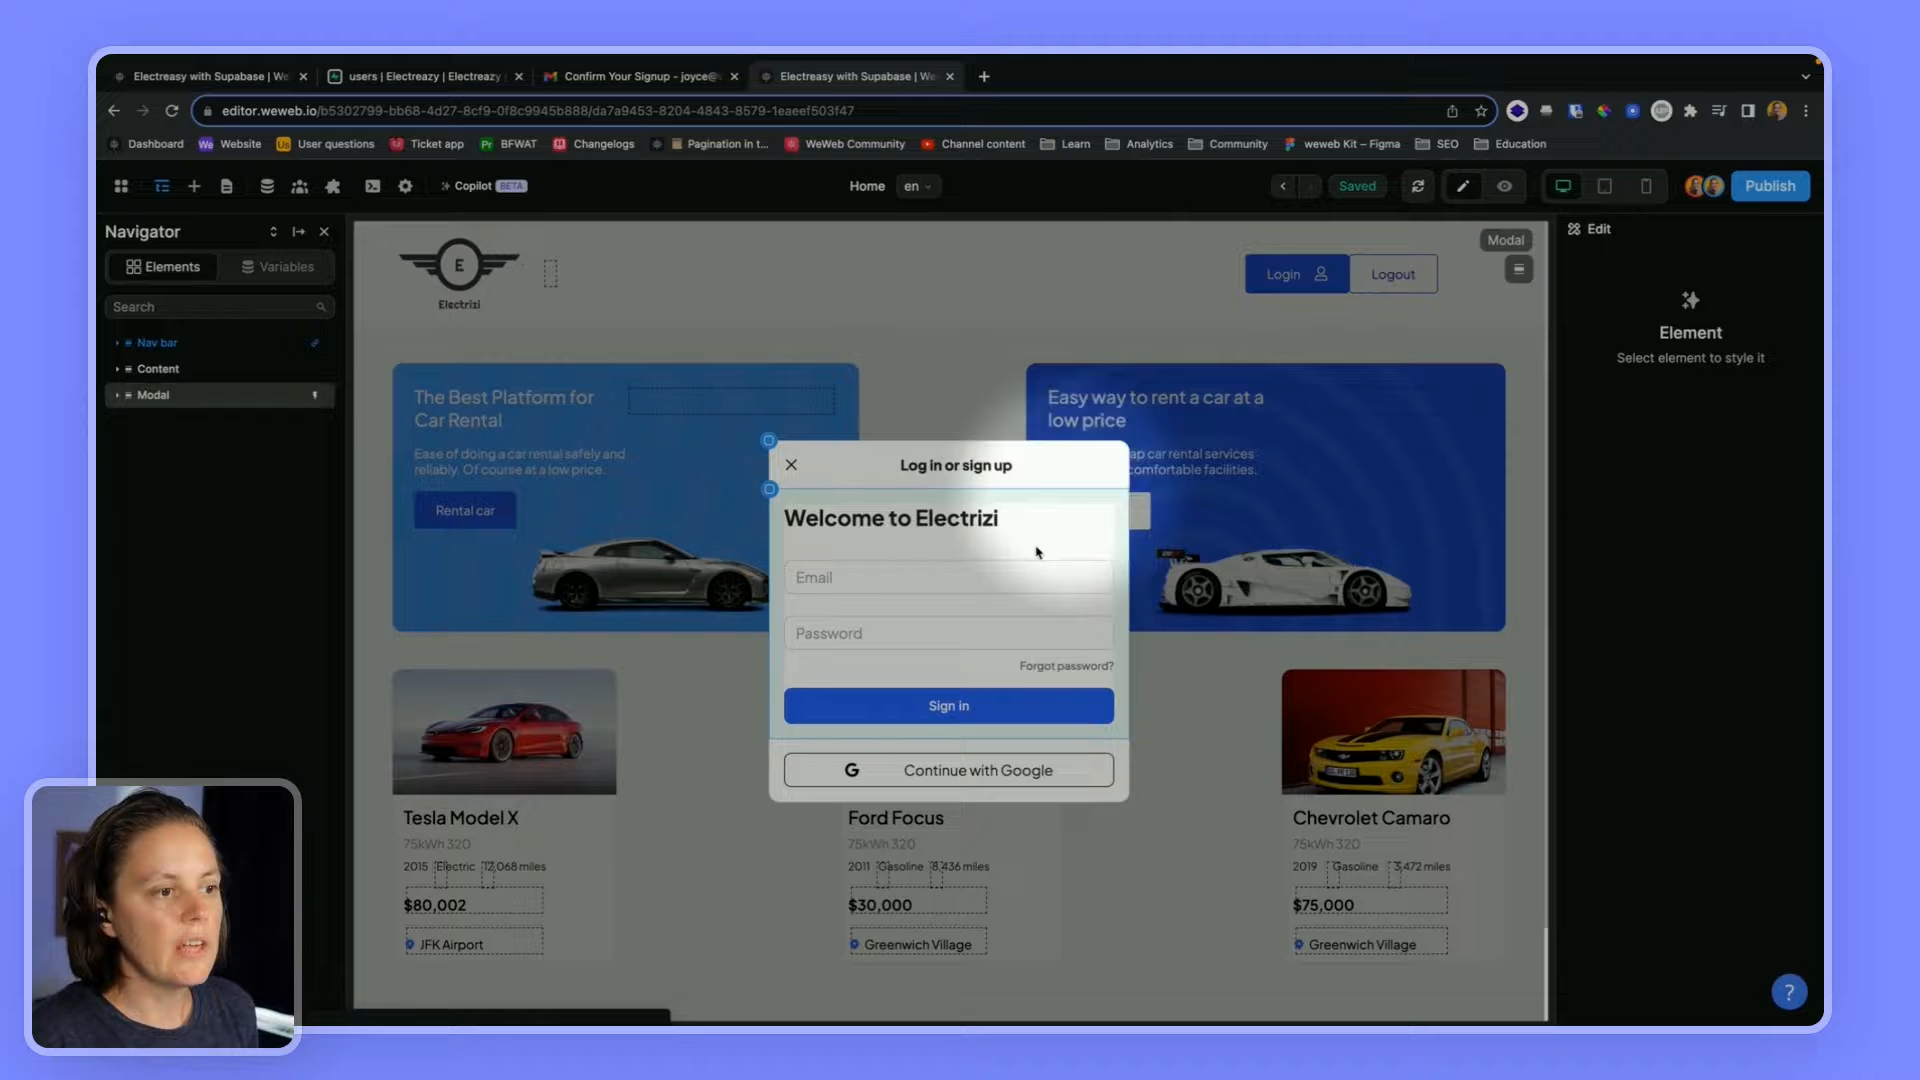 Electreasy with Supabase | We
users | Electreazy | Electreazy
Confirm Your Signup - joyce@
Electreasy with Supabase | We
editor.weweb.io/b5302799-bb68-4d27-8cf9-0f8c9945b888/da7a9453-8204-4843-8579-1eaeef503f47
Dashboard
We Website
Us User questions
Ticket app
Pr BFWAT
Changelogs
Pagination in t...
WeWeb Community
Channel content
Learn
Analytics
Community
weweb Kit – Figma
SEO
Education
Copilot BETA
Home
en
Saved
Publish
Navigator
Elements
Variables
Search
Nav bar
Content
Modal
E
Electrizi
Login
Logout
Modal
Edit
Element
Select element to style it
The Best Platform for
Car Rental
Ease of doing a car rental safely and
reliably. Of course at a low price.
Rental car
Easy way to rent a car at a
low price
ap car rental services
comfortable facilities.
Log in or sign up
Welcome to Electrizi
Email
Password
Forgot password?
Sign in
G Continue with Google
Tesla Model X
75kWh 320
2015 Electric 12,068 miles
$80,002
JFK Airport
Ford Focus
75kWh 320
2011 Gasoline 8,436 miles
$30,000
Greenwich Village
Chevrolet Camaro
75kWh 320
2019 Gasoline 3,472 miles
$75,000
Greenwich Village
?